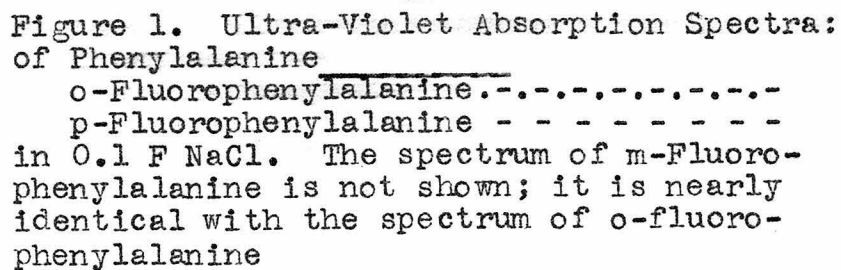 Figure 1. Ultra-Violet Absorption Spectra:
of Phenylalanine
o-Fluorophenylalanine.-.-.-.-.-.-.-.-
p-Fluorophenylalanine - - - - - - - -
in 0.1 F NaCl. The spectrum of m-Fluoro-
phenylalanine is not shown; it is nearly
identical with the spectrum of o-fluoro-
phenylalanine